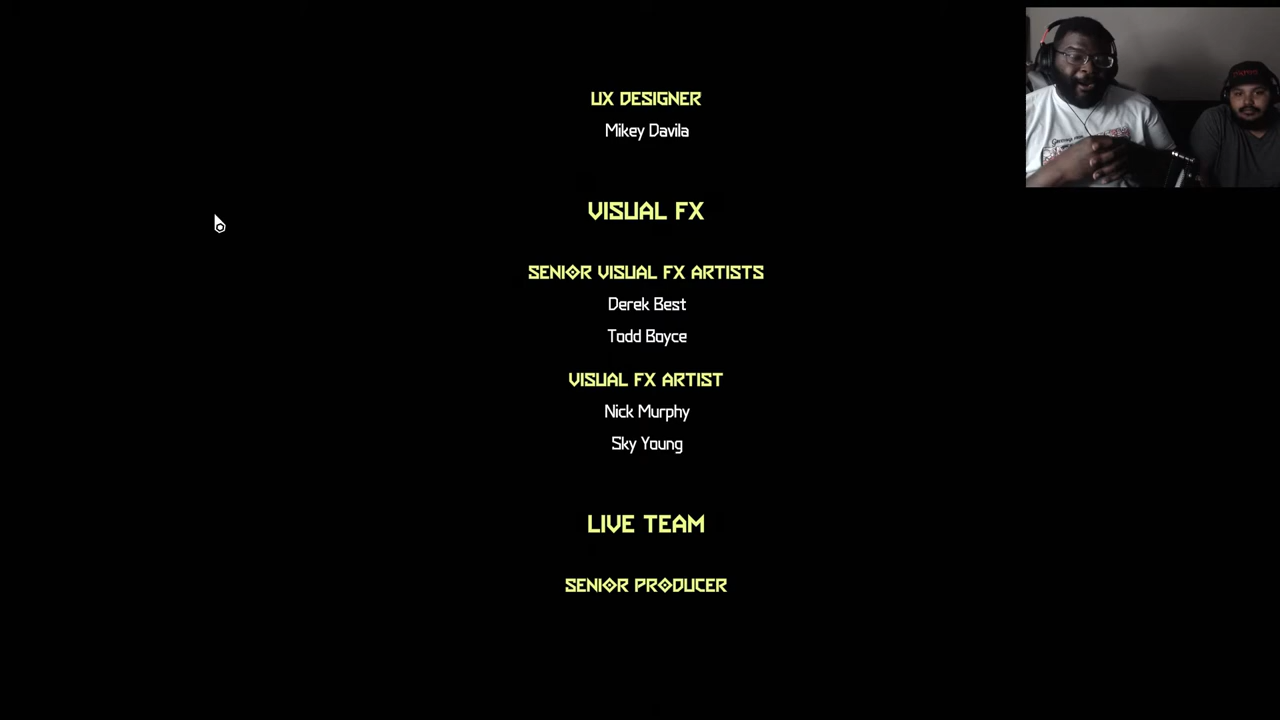 UX DESIGNER
Mikey Davila
VISUAL FX
SENIOR VISUAL FX ARTISTS
Derek Best
Todd Boyce
VISUAL FX ARTIST
Nick Murphy
Sky Young
LIVE TEAM
SENIOR PRODUCER